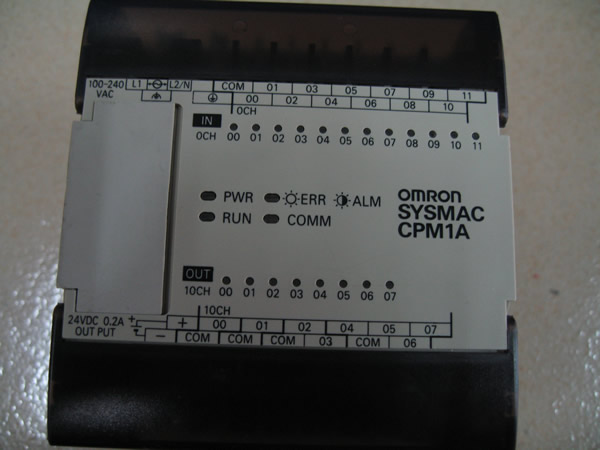 100-240 VAC L1 L2/N
COM 01 03 05 07 09 11
00 02 04 06 08 10
0CH
IN
0CH 00 01 02 03 04 05 06 07 08 09 10 11
PWR ERR ALM
RUN COMM
OMRON
SYSMAC
CPM1A
OUT
10CH 00 01 02 03 04 05 06 07
10CH
24VDC 0.2A
OUT PUT
+ 00 01 02 04 05 07
− COM COM COM 03 COM 06